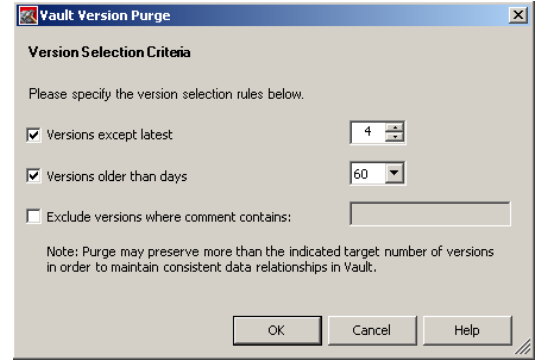 Vault Version Purge
Version Selection Criteria
Please specify the version selection rules below.
Versions except latest 4
Versions older than days 60
Exclude versions where comment contains:
Note: Purge may preserve more than the indicated target number of versions
in order to maintain consistent data relationships in Vault.
OK Cancel Help